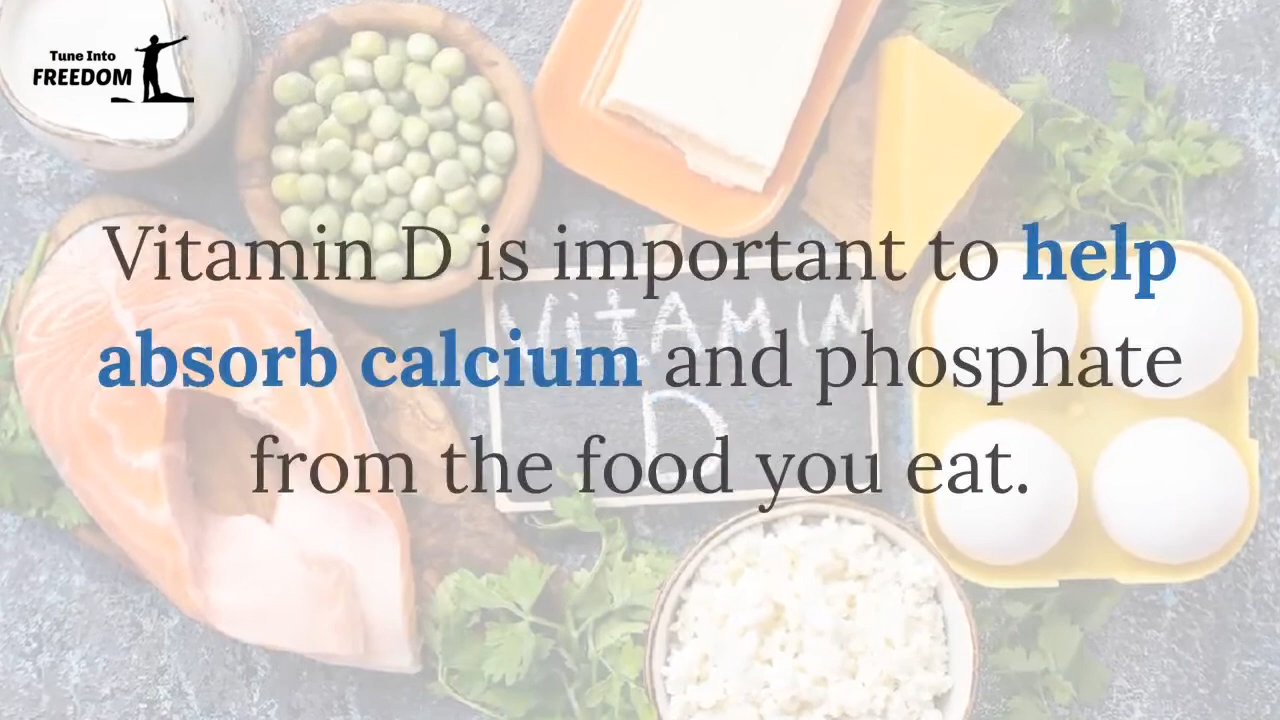 Tune Into
FREEDOM
Vitamin D is important to help
absorb calcium and phosphate
from the food you eat.
VITAMIN
D